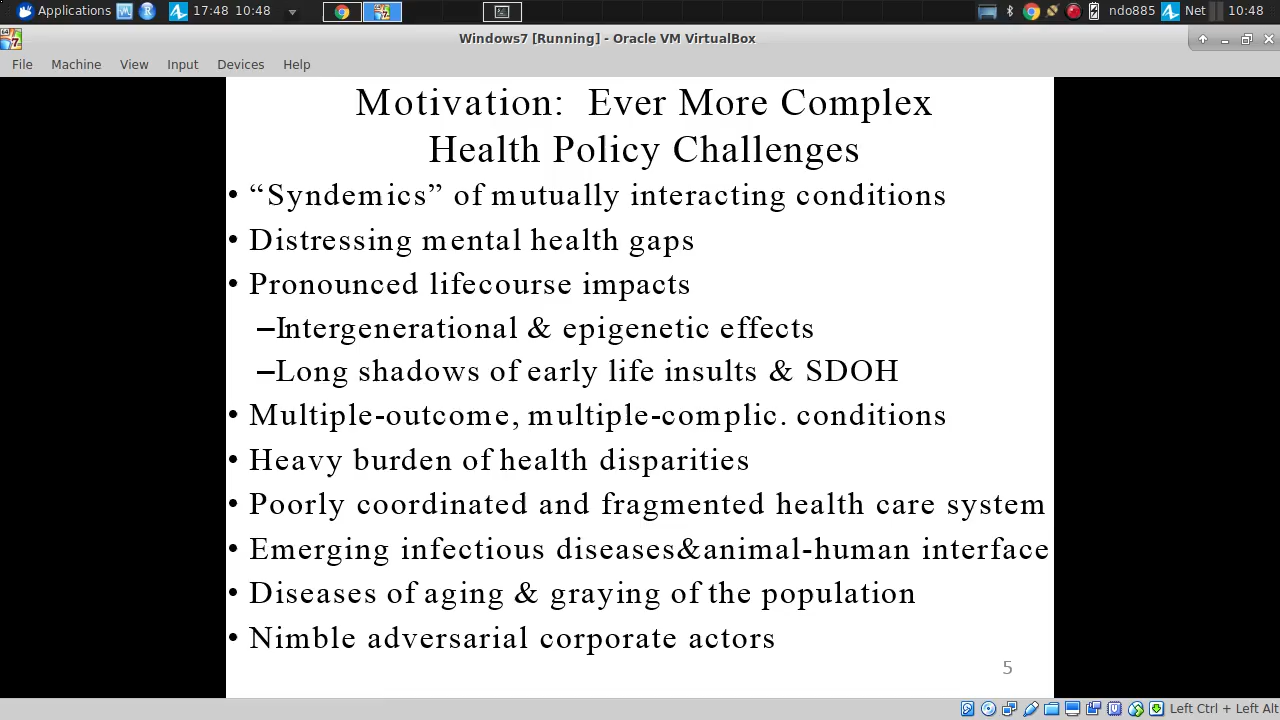 Applications 17:48 10:48 ndo885 Net 10:48
Windows7 [Running] - Oracle VM VirtualBox
File Machine View Input Devices Help
Motivation: Ever More Complex
Health Policy Challenges
• “Syndemics” of mutually interacting conditions
• Distressing mental health gaps
• Pronounced lifecourse impacts
–Intergenerational & epigenetic effects
–Long shadows of early life insults & SDOH
• Multiple-outcome, multiple-complic. conditions
• Heavy burden of health disparities
• Poorly coordinated and fragmented health care system
• Emerging infectious diseases&animal-human interface
• Diseases of aging & graying of the population
• Nimble adversarial corporate actors
5
Left Ctrl + Left Alt